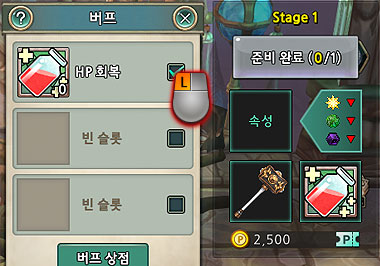 버프
HP 회복
0
L
빈 슬롯
빈 슬롯
버프 상점
Stage 1
준비 완료 (0/1)
속성
P 2,500 P